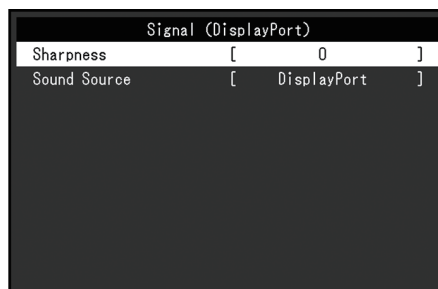 Signal (DisplayPort)
Sharpness [ 0 ]
Sound Source [ DisplayPort ]